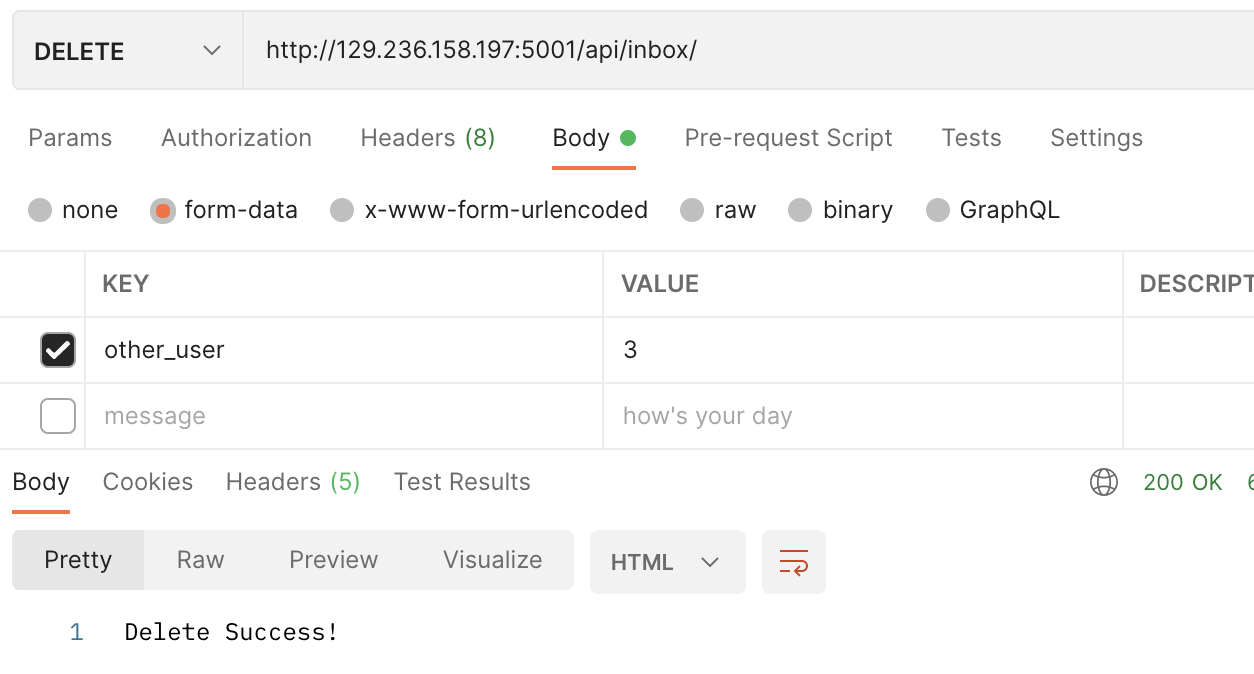 DELETE http://129.236.158.197:5001/api/inbox/
Params Authorization Headers (8) Body Pre-request Script Tests Settings
none form-data x-www-form-urlencoded raw binary GraphQL
KEY VALUE DESCRIPT
other_user 3
message how's your day
Body Cookies Headers (5) Test Results 200 OK 6
Pretty Raw Preview Visualize HTML
1 Delete Success!